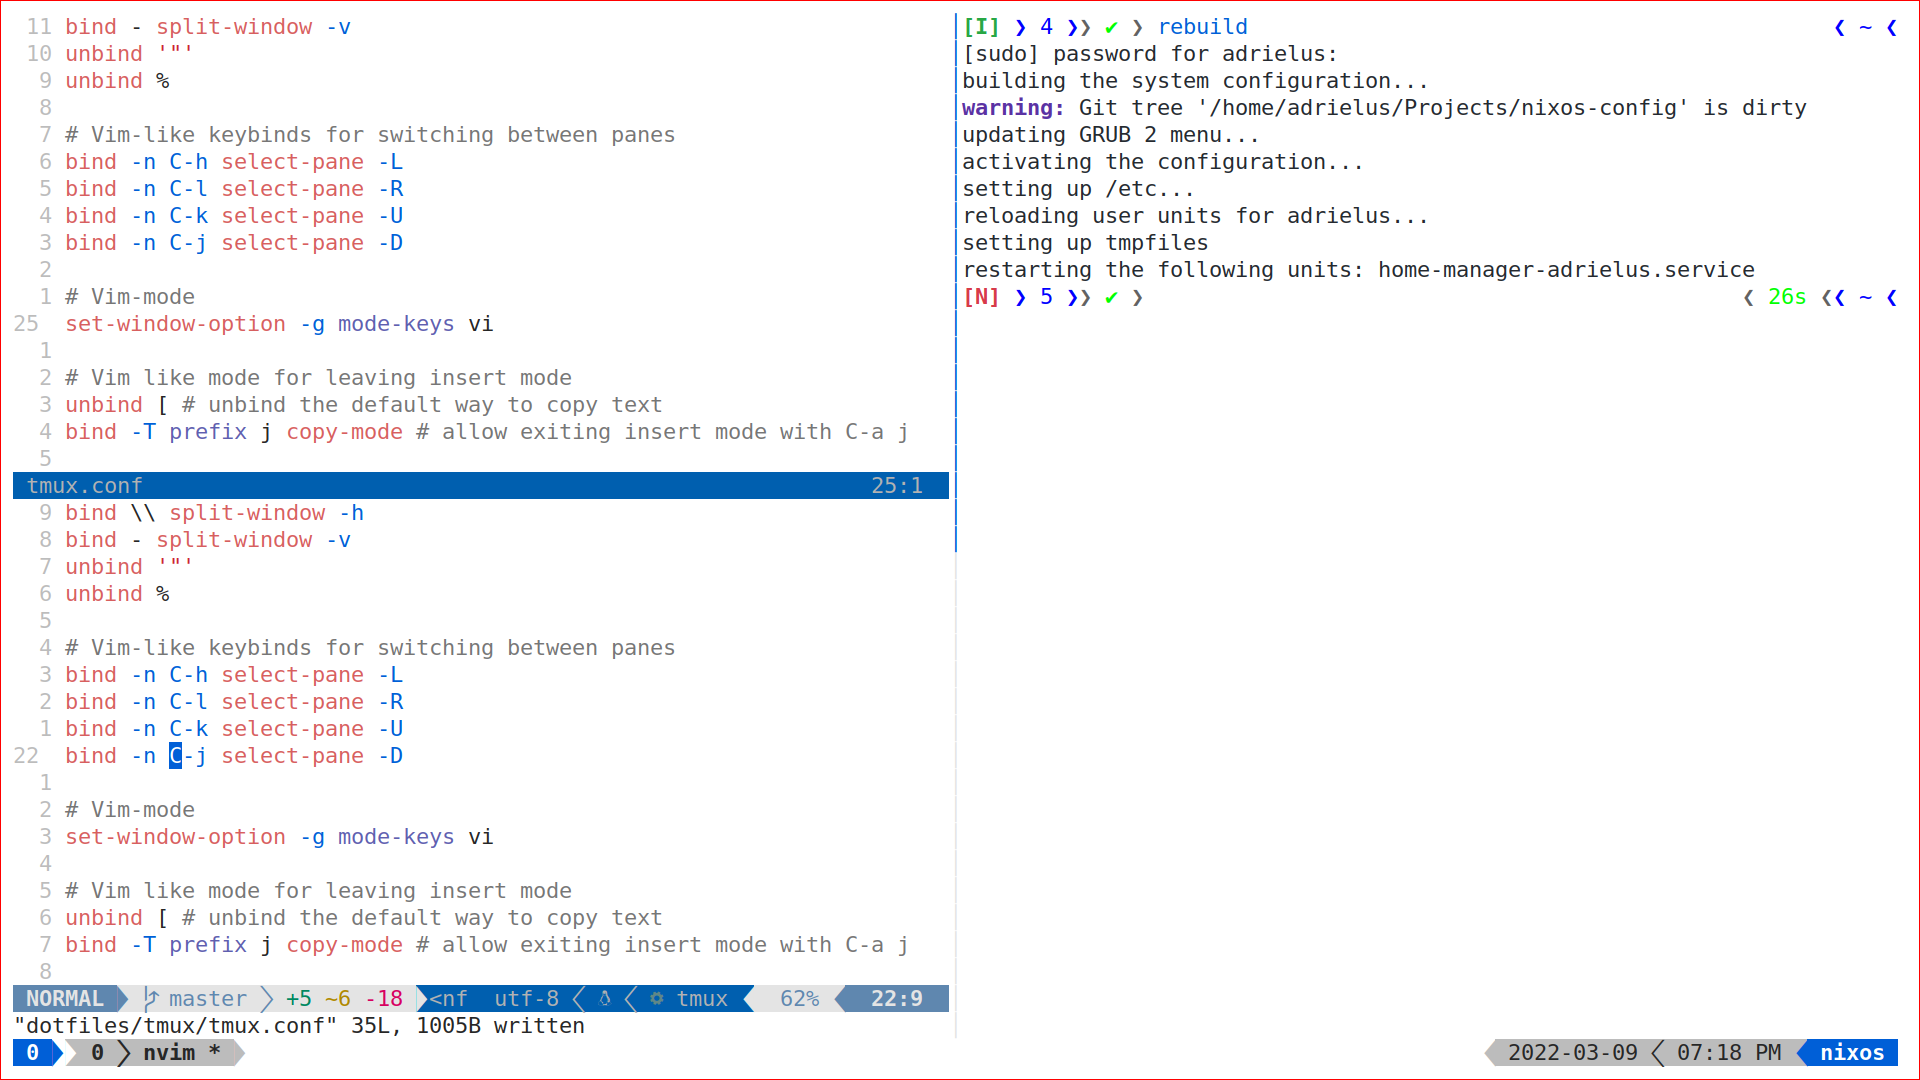 11 bind - split-window -v
10 unbind '"'
9 unbind %
8
7 # Vim-like keybinds for switching between panes
6 bind -n C-h select-pane -L
5 bind -n C-l select-pane -R
4 bind -n C-k select-pane -U
3 bind -n C-j select-pane -D
2
1 # Vim-mode
25 set-window-option -g mode-keys vi
1
2 # Vim like mode for leaving insert mode
3 unbind [ # unbind the default way to copy text
4 bind -T prefix j copy-mode # allow exiting insert mode with C-a j
5
tmux.conf 25:1
9 bind \\ split-window -h
8 bind - split-window -v
7 unbind '"'
6 unbind %
5
4 # Vim-like keybinds for switching between panes
3 bind -n C-h select-pane -L
2 bind -n C-l select-pane -R
1 bind -n C-k select-pane -U
22 bind -n C-j select-pane -D
1
2 # Vim-mode
3 set-window-option -g mode-keys vi
4
5 # Vim like mode for leaving insert mode
6 unbind [ # unbind the default way to copy text
7 bind -T prefix j copy-mode # allow exiting insert mode with C-a j
8
NORMAL master +5 ~6 -18 <nf utf-8 tmux 62% 22:9
"dotfiles/tmux/tmux.conf" 35L, 1005B written
[I] ❯ 4 ❯❯ ✔ ❯ rebuild ❮ ~ ❮
[sudo] password for adrielus:
building the system configuration...
warning: Git tree '/home/adrielus/Projects/nixos-config' is dirty
updating GRUB 2 menu...
activating the configuration...
setting up /etc...
reloading user units for adrielus...
setting up tmpfiles
restarting the following units: home-manager-adrielus.service
[N] ❯ 5 ❯❯ ✔ ❯ ❮ 26s ❮❮ ~ ❮
0 0 nvim * 2022-03-09 07:18 PM nixos